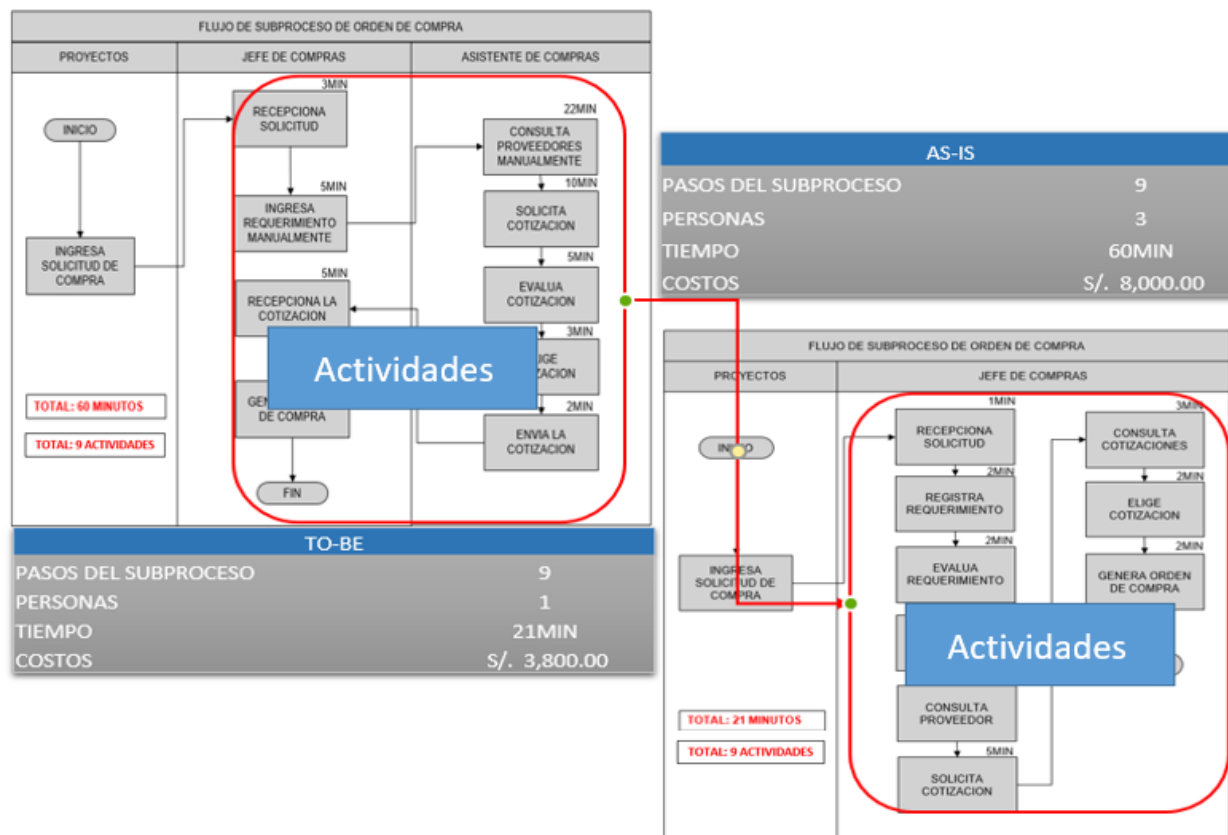 FLUJO DE SUBPROCESO DE ORDEN DE COMPRA
PROYECTOS
JEFE DE COMPRAS
ASISTENTE DE COMPRAS
INICIO
INGRESA
SOLICITUD DE
COMPRA
3MIN
RECEPCIONA
SOLICITUD
5MIN
INGRESA
REQUERIMIENTO
MANUALMENTE
22MIN
CONSULTA
PROVEEDORES
MANUALMENTE
10MIN
SOLICITA
COTIZACION
5MIN
EVALUA
COTIZACION
3MIN
2MIN
ENVIA LA
COTIZACION
5MIN
RECEPCIONA LA
COTIZACION
DE COMPRA
FIN
Actividades
TOTAL: 60 MINUTOS
TOTAL: 9 ACTIVIDADES
AS-IS
PASOS DEL SUBPROCESO 9
PERSONAS 3
TIEMPO 60MIN
COSTOS S/. 8,000.00
TO-BE
PASOS DEL SUBPROCESO 9
PERSONAS 1
TIEMPO 21MIN
COSTOS S/. 3,800.00
FLUJO DE SUBPROCESO DE ORDEN DE COMPRA
PROYECTOS
JEFE DE COMPRAS
INICIO
INGRESA
SOLICITUD DE
COMPRA
1MIN
RECEPCIONA
SOLICITUD
2MIN
REGISTRA
REQUERIMIENTO
2MIN
EVALUA
REQUERIMIENTO
CONSULTA
PROVEEDOR
5MIN
SOLICITA
COTIZACION
3MIN
CONSULTA
COTIZACIONES
2MIN
ELIGE
COTIZACION
2MIN
GENERA ORDEN
DE COMPRA
Actividades
TOTAL: 21 MINUTOS
TOTAL: 9 ACTIVIDADES